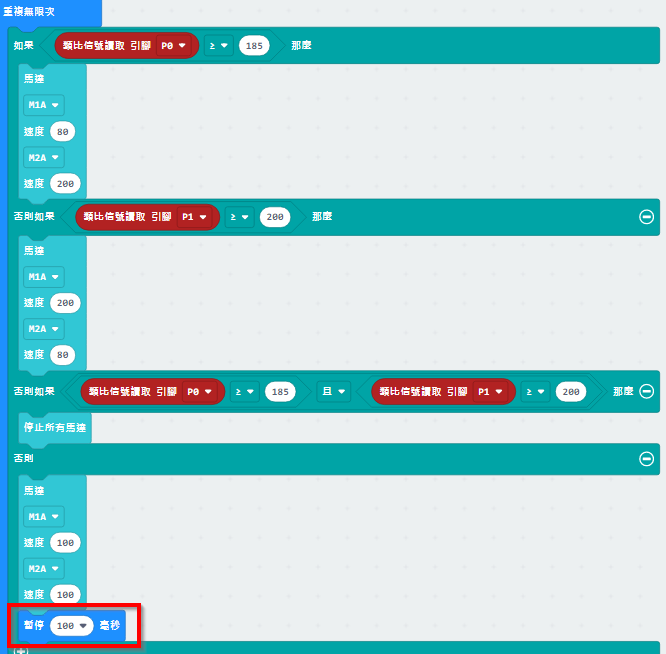 重複無限次
如果 類比信號讀取 引腳 P0 ≥ 185 那麼
馬達
M1A
速度 80
M2A
速度 200
否則如果 類比信號讀取 引腳 P1 ≥ 200 那麼
馬達
M1A
速度 200
M2A
速度 80
否則如果 類比信號讀取 引腳 P0 ≥ 185 且 類比信號讀取 引腳 P1 ≥ 200 那麼
停止所有馬達
否則
馬達
M1A
速度 100
M2A
速度 100
暫停 100 毫秒